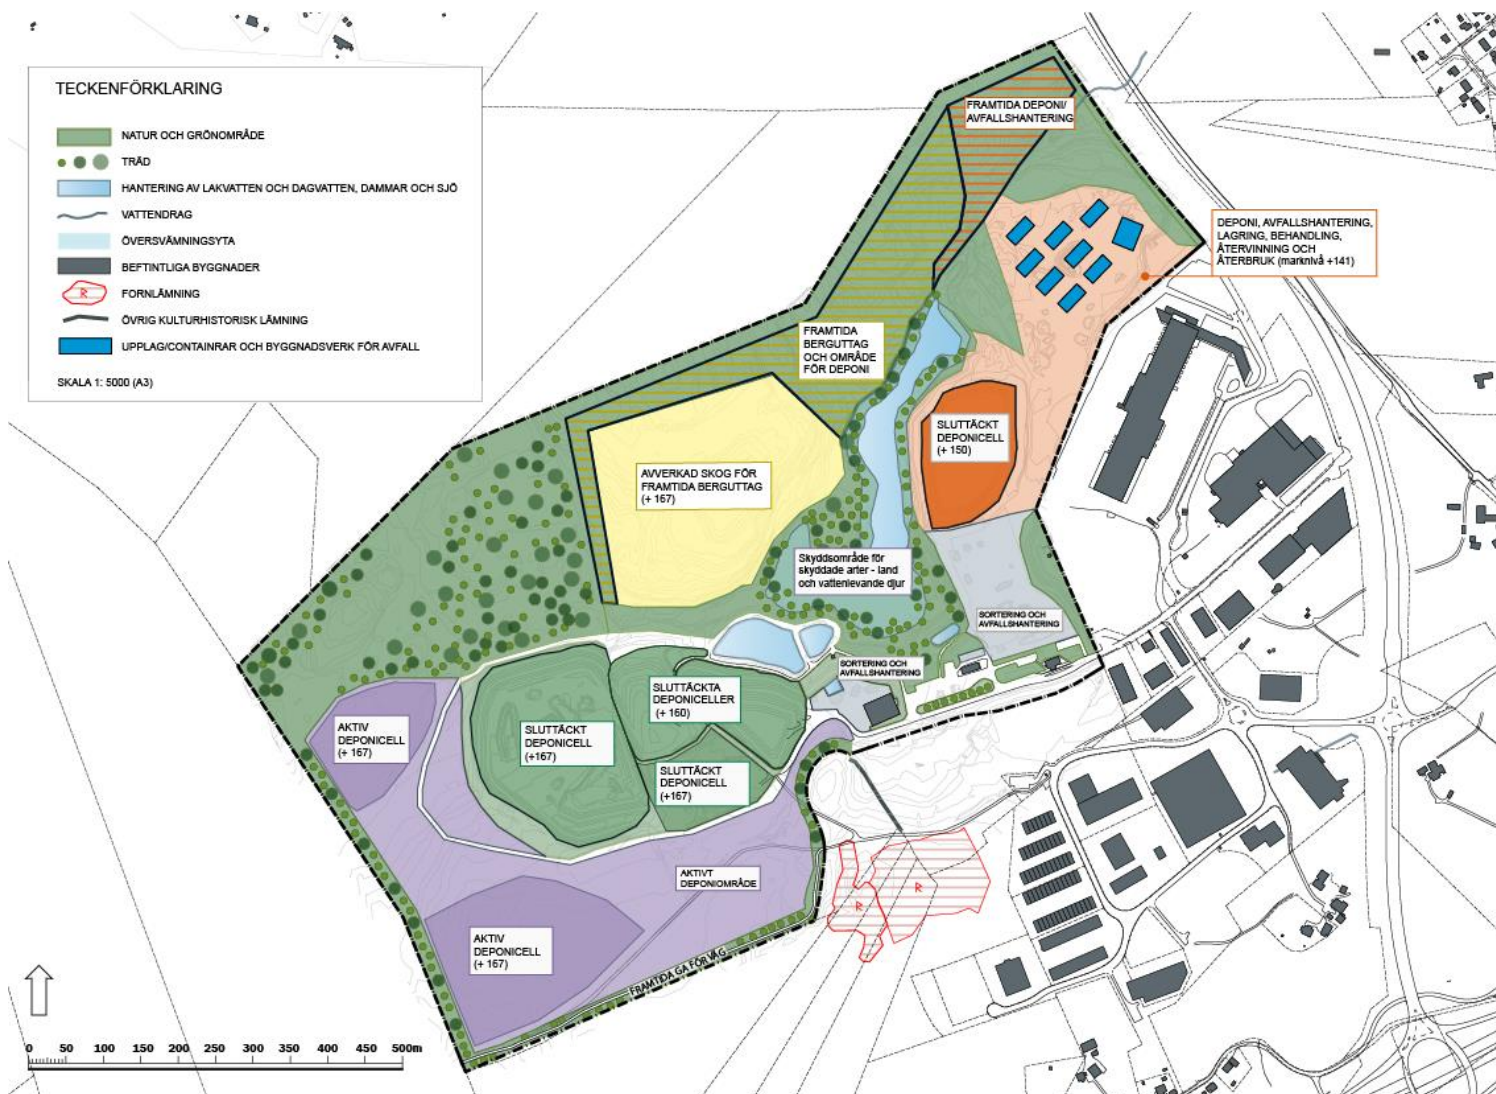 TECKENFÖRKLARING
NATUR OCH GRÖNOMRÅDE
TRÄD
HANTERING AV LAKVATTEN OCH DAGVATTEN, DAMMAR OCH SJÖ
VATTENDRAG
ÖVERSVÄMNINGSYTA
BEFTINTLIGA BYGGNADER
R
FORNLÄMNING
ÖVRIG KULTURHISTORISK LÄMNING
UPPLAG/CONTAINRAR OCH BYGGNADSVERK FÖR AVFALL
SKALA 1: 5000 (A3)
FRAMTIDA DEPONI/
AVFALLSHANTERING
DEPONI, AVFALLSHANTERING,
LAGRING, BEHANDLING,
ÅTERVINNING OCH
ÅTERBRUK (marknivå +141)
FRAMTIDA
BERGUTTAG
OCH OMRÅDE
FÖR DEPONI
SLUTTÄCKT
DEPONICELL
(+ 150)
AVVERKAD SKOG FÖR
FRAMTIDA BERGUTTAG
(+ 167)
Skyddsområde för
skyddade arter - land
och vattenlevande djur
SORTERING OCH
AVFALLSHANTERING
SORTERING OCH
AVFALLSHANTERING
SLUTTÄCKTA
DEPONICELLER
(+ 160)
AKTIV
DEPONICELL
(+ 167)
SLUTTÄCKT
DEPONICELL
(+167)
SLUTTÄCKT
DEPONICELL
(+167)
AKTIVT
DEPONIOMRÅDE
R
R
AKTIV
DEPONICELL
(+ 167)
FRAMTIDA GA FÖR VÄG
0 50 100 150 200 250 300 350 400 450 500m